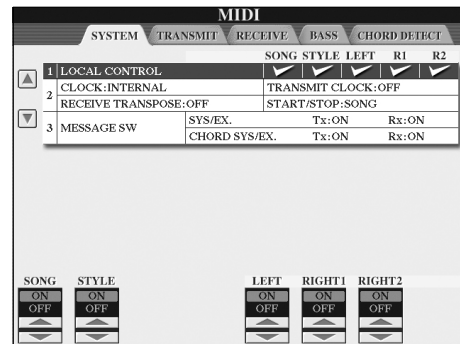 MIDI
SYSTEM TRANSMIT RECEIVE BASS CHORD DETECT
SONG STYLE LEFT R1 R2
1 LOCAL CONTROL
2 CLOCK:INTERNAL TRANSMIT CLOCK:OFF
RECEIVE TRANSPOSE:OFF START/STOP:SONG
3 MESSAGE SW SYS/EX. Tx:ON Rx:ON
CHORD SYS/EX. Tx:ON Rx:ON
SONG STYLE LEFT RIGHT1 RIGHT2
ON ON ON ON ON
OFF OFF OFF OFF OFF